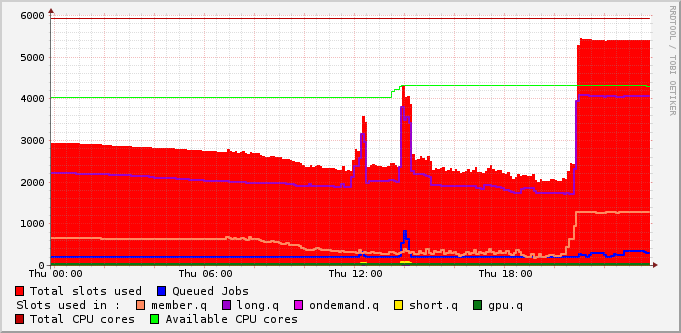 RRDTOOL / TOBI OETIKER
6000
5000
4000
3000
2000
1000
0
Thu 00:00 Thu 06:00 Thu 12:00 Thu 18:00
Total slots used Queued Jobs
Slots used in : member.q long.q ondemand.q short.q gpu.q
Total CPU cores Available CPU cores